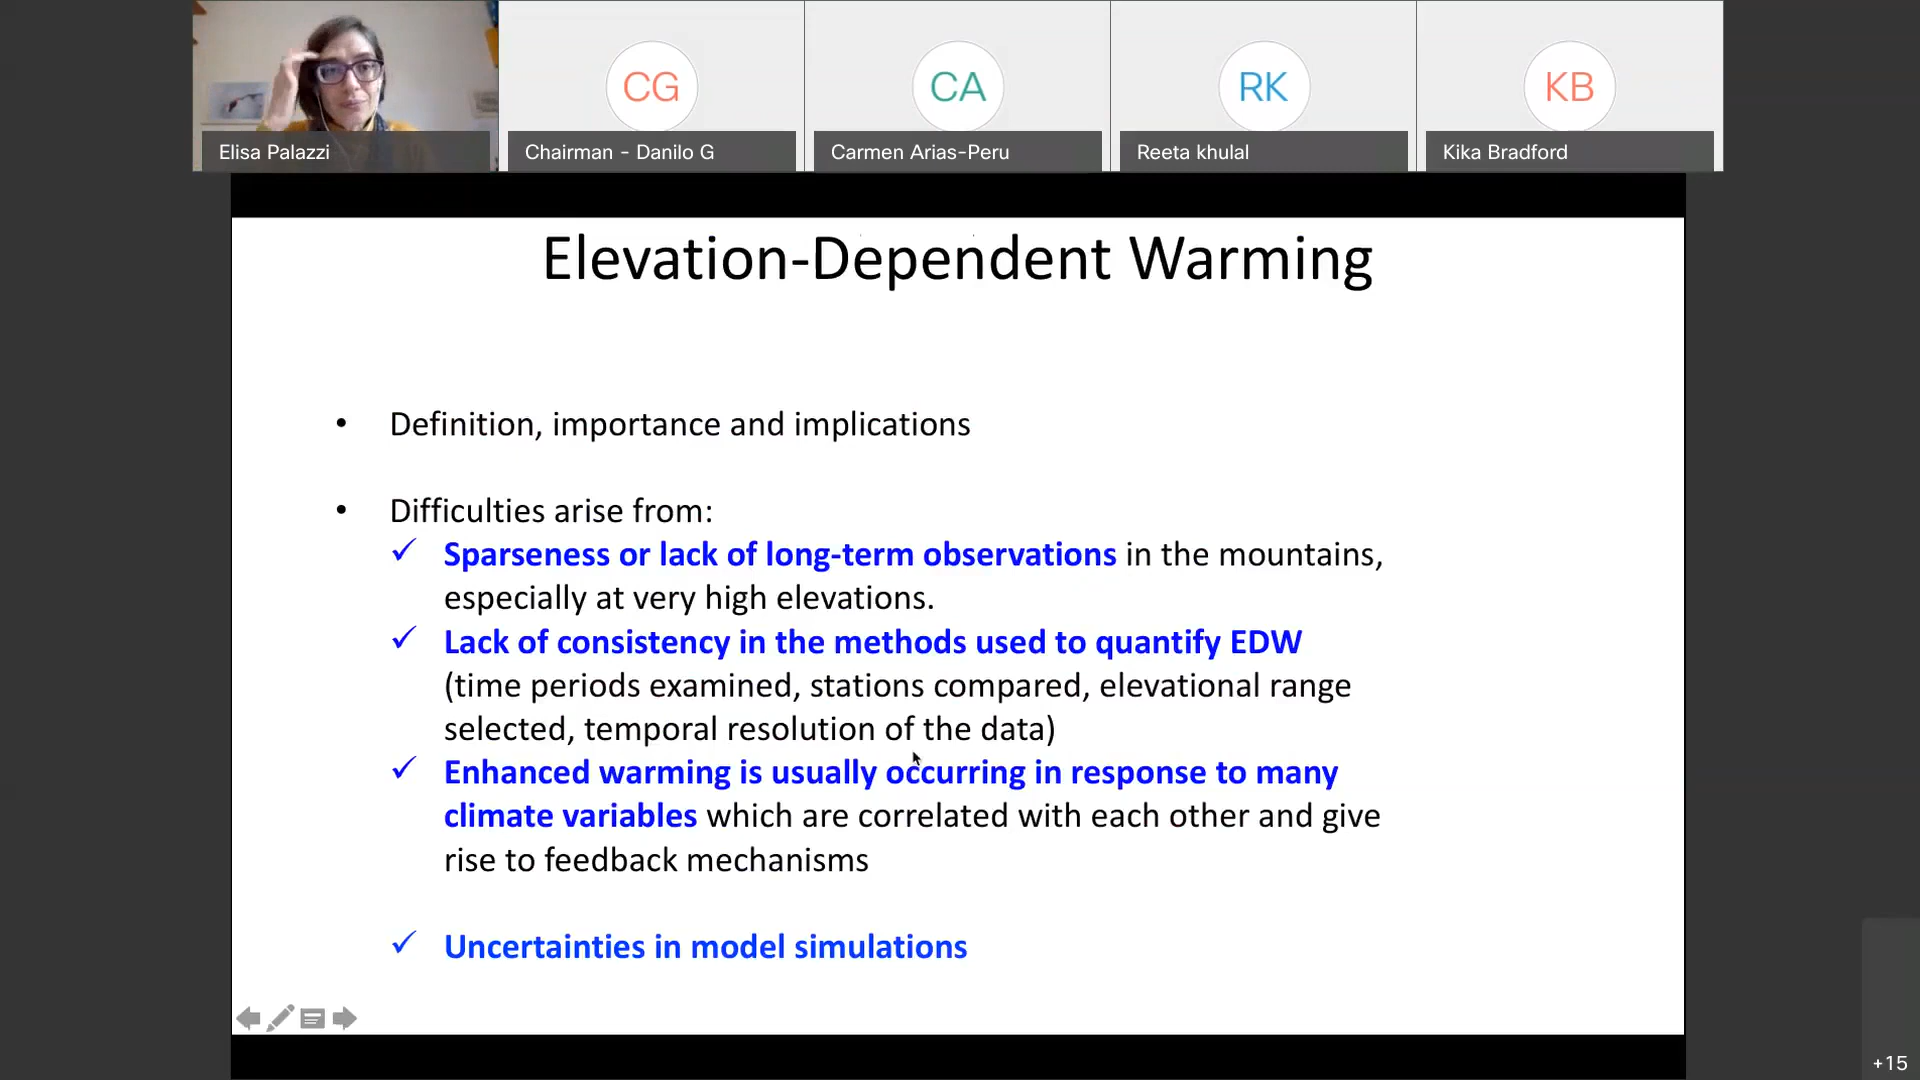 CG
CA
RK
KB
Elisa Palazzi
Chairman - Danilo G
Carmen Arias-Peru
Reeta khulal
Kika Bradford
Elevation-Dependent Warming
• Definition, importance and implications
• Difficulties arise from:
✓ Sparseness or lack of long-term observations in the mountains,
especially at very high elevations.
✓ Lack of consistency in the methods used to quantify EDW
(time periods examined, stations compared, elevational range
selected, temporal resolution of the data)
✓ Enhanced warming is usually occurring in response to many
climate variables which are correlated with each other and give
rise to feedback mechanisms
✓ Uncertainties in model simulations
+15